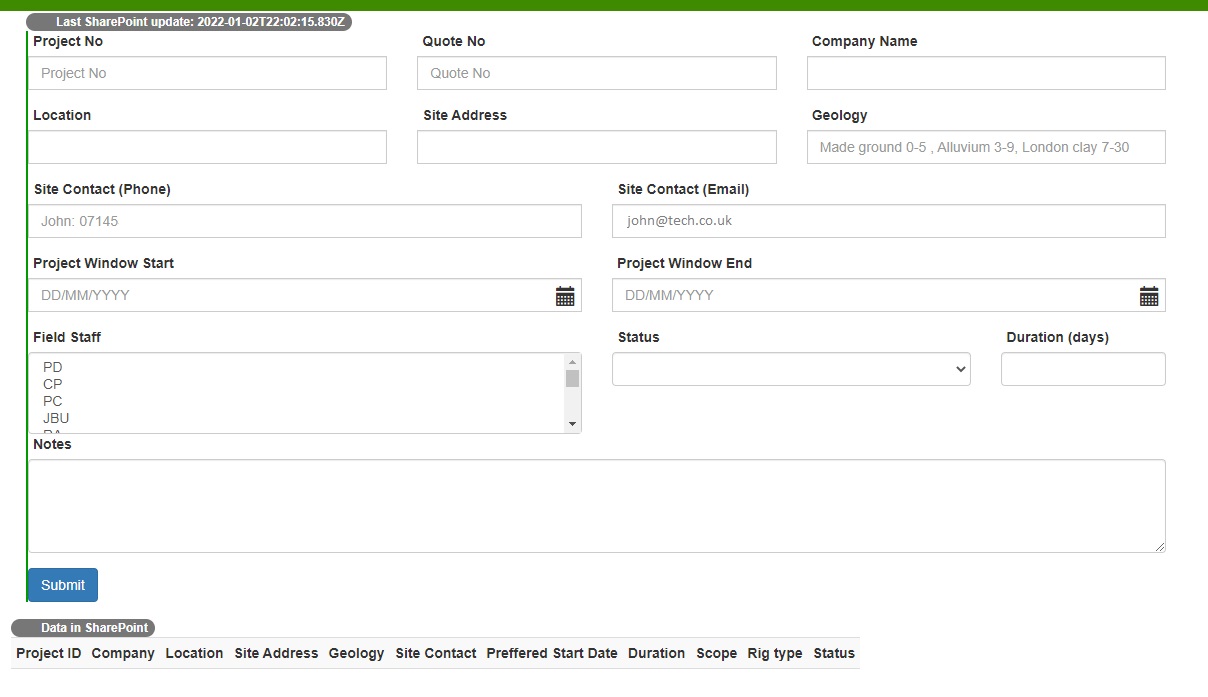 Last SharePoint update: 2022-01-02T22:02:15.830Z
Project No Quote No Company Name
Project No Quote No
Location Site Address Geology
Made ground 0-5 , Alluvium 3-9, London clay 7-30
Site Contact (Phone) Site Contact (Email)
John: 07145 john@tech.co.uk
Project Window Start Project Window End
DD/MM/YYYY DD/MM/YYYY
Field Staff Status Duration (days)
PD
CP
PC
JBU
Notes
Submit
Data in SharePoint
Project ID Company Location Site Address Geology Site Contact Preffered Start Date Duration Scope Rig type Status